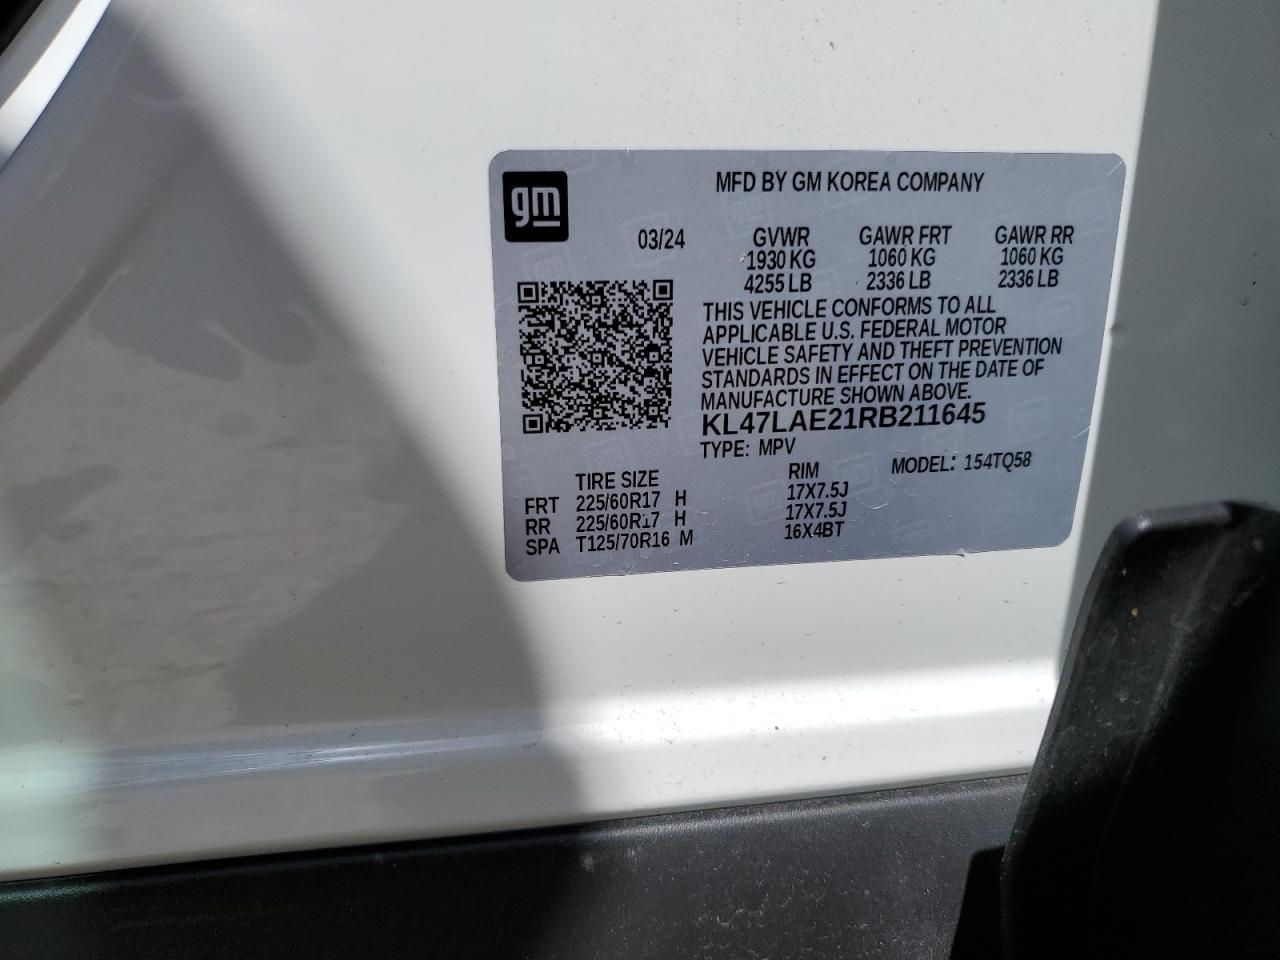 gm
MFD BY GM KOREA COMPANY
03/24
GVWR GAWR FRT GAWR RR
1930 KG 1060 KG 1060 KG
4255 LB 2336 LB 2336 LB
THIS VEHICLE CONFORMS TO ALL
APPLICABLE U.S. FEDERAL MOTOR
VEHICLE SAFETY AND THEFT PREVENTION
STANDARDS IN EFFECT ON THE DATE OF
MANUFACTURE SHOWN ABOVE.
KL47LAE21RB211645
TYPE: MPV
MODEL: 154TQ58
TIRE SIZE RIM
FRT 225/60R17 H 17X7.5J
RR 225/60R17 H 17X7.5J
SPA T125/70R16 M 16X4BT